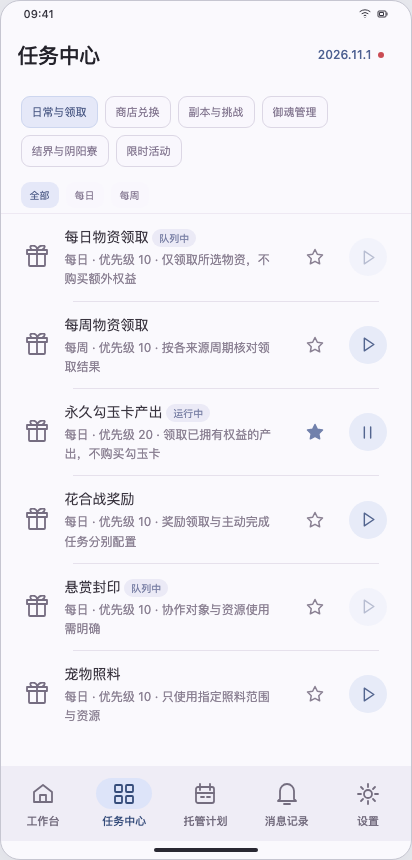 09:41
任务中心
2026.11.1
日常与领取 商店兑换 副本与挑战 御魂管理
结界与阴阳寮 限时活动
全部 每日 每周
每日物资领取 队列中
每日 · 优先级 10 · 仅领取所选物资，不
购买额外权益
每周物资领取
每周 · 优先级 10 · 按各来源周期核对领
取结果
永久勾玉卡产出 运行中
每日 · 优先级 20 · 领取已拥有权益的产
出，不购买勾玉卡
花合战奖励
每日 · 优先级 10 · 奖励领取与主动完成
任务分别配置
悬赏封印 队列中
每日 · 优先级 10 · 协作对象与资源使用
需明确
宠物照料
每日 · 优先级 10 · 只使用指定照料范围
与资源
工作台 任务中心 托管计划 消息记录 设置